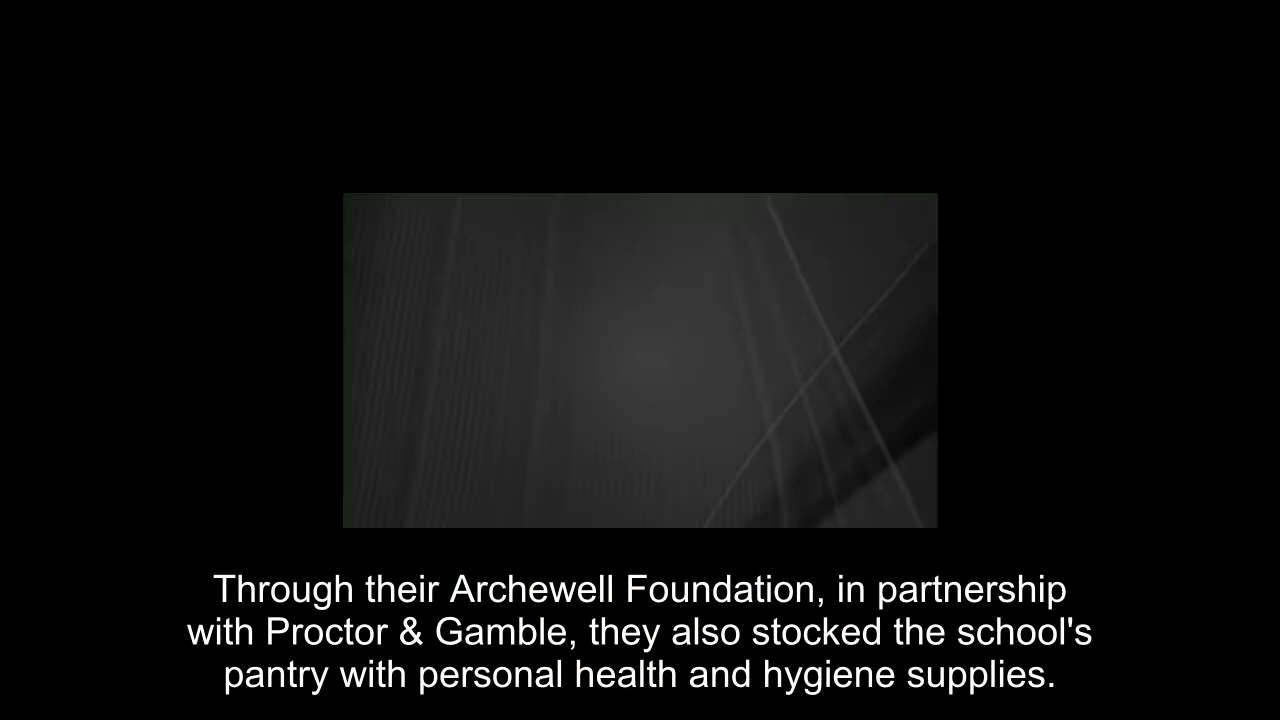 Through their Archewell Foundation, in partnership
with Proctor & Gamble, they also stocked the school's
pantry with personal health and hygiene supplies.